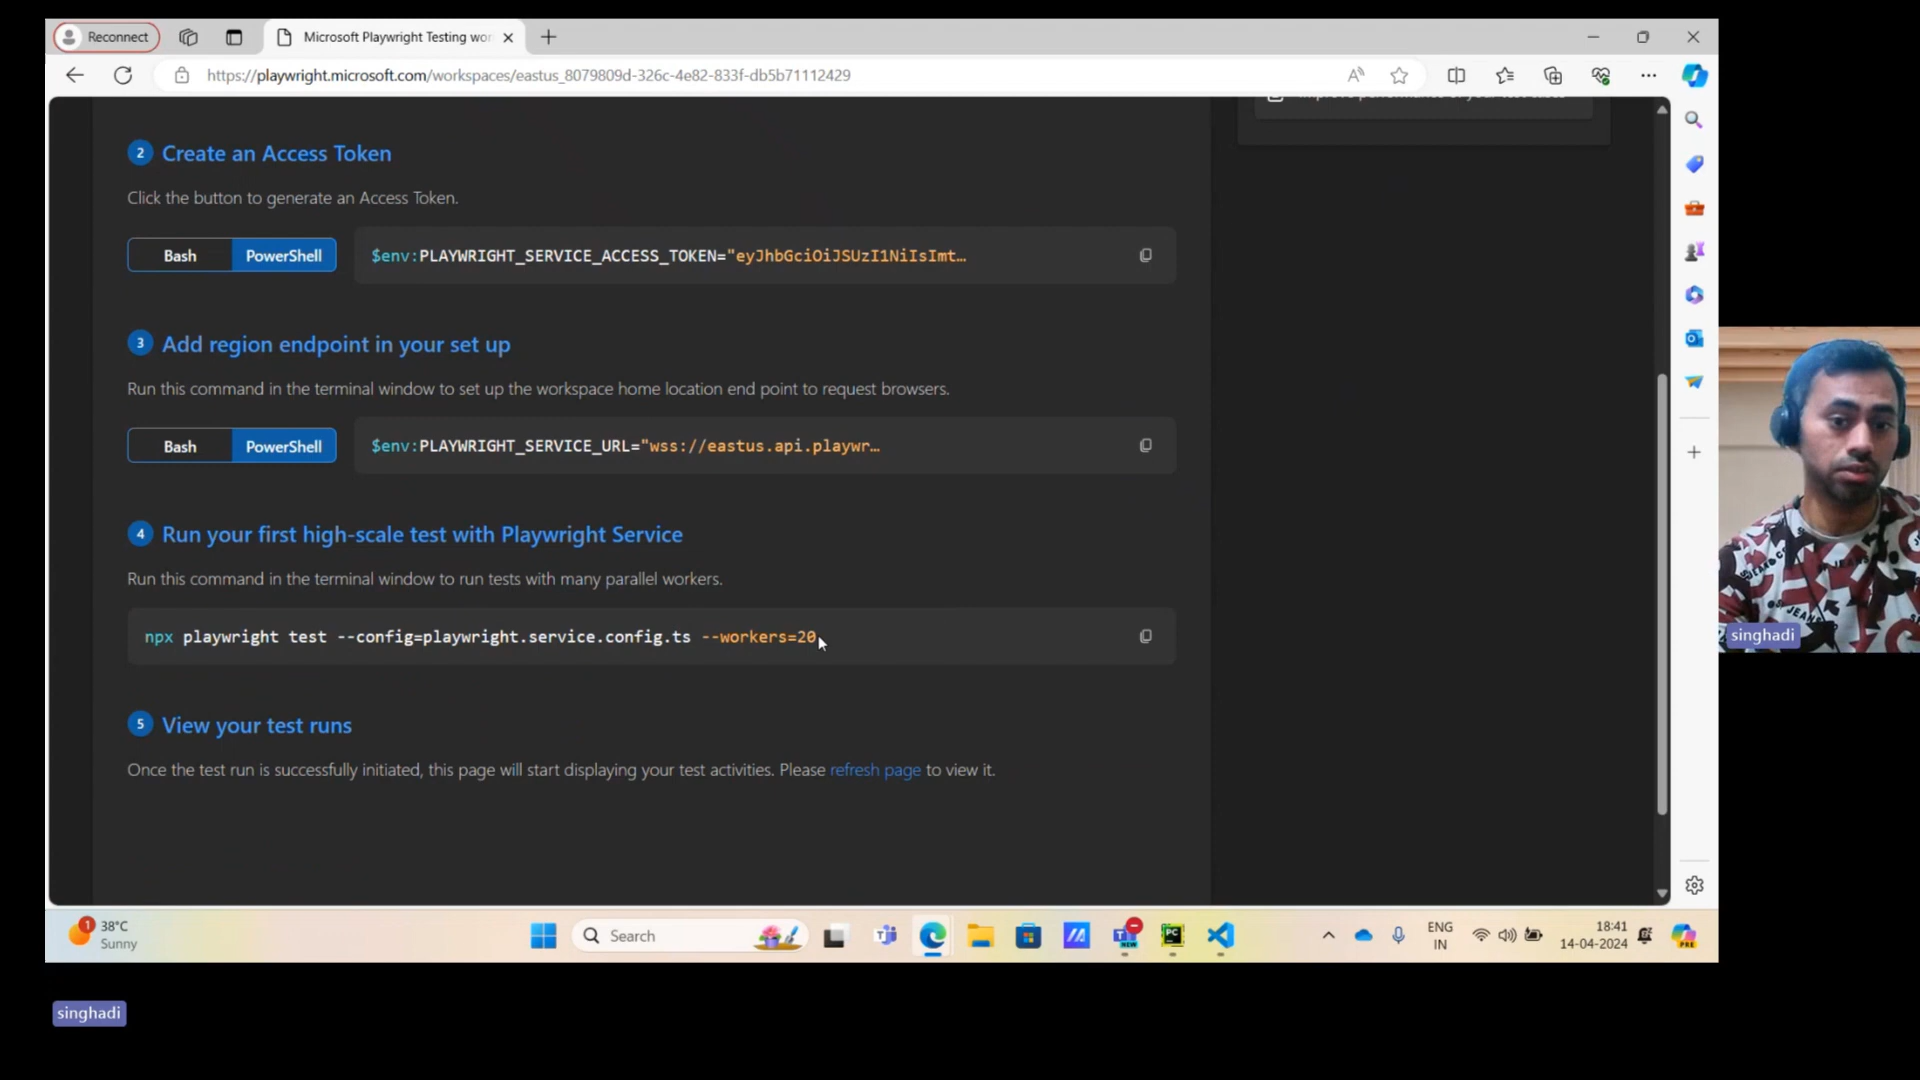 Reconnect
Microsoft Playwright Testing wor
https://playwright.microsoft.com/workspaces/eastus_8079809d-326c-4e82-833f-db5b71112429
2 Create an Access Token
Click the button to generate an Access Token.
Bash PowerShell $env:PLAYWRIGHT_SERVICE_ACCESS_TOKEN="eyJhbGciOiJSUzI1NiIsImt…
3 Add region endpoint in your set up
Run this command in the terminal window to set up the workspace home location end point to request browsers.
Bash PowerShell $env:PLAYWRIGHT_SERVICE_URL="wss://eastus.api.playwr…
4 Run your first high-scale test with Playwright Service
Run this command in the terminal window to run tests with many parallel workers.
npx playwright test --config=playwright.service.config.ts --workers=20
5 View your test runs
Once the test run is successfully initiated, this page will start displaying your test activities. Please refresh page to view it.
singhadi
1 38°C
Sunny
Search
NEW
PC
ENG
IN
18:41
14-04-2024
PRE
singhadi